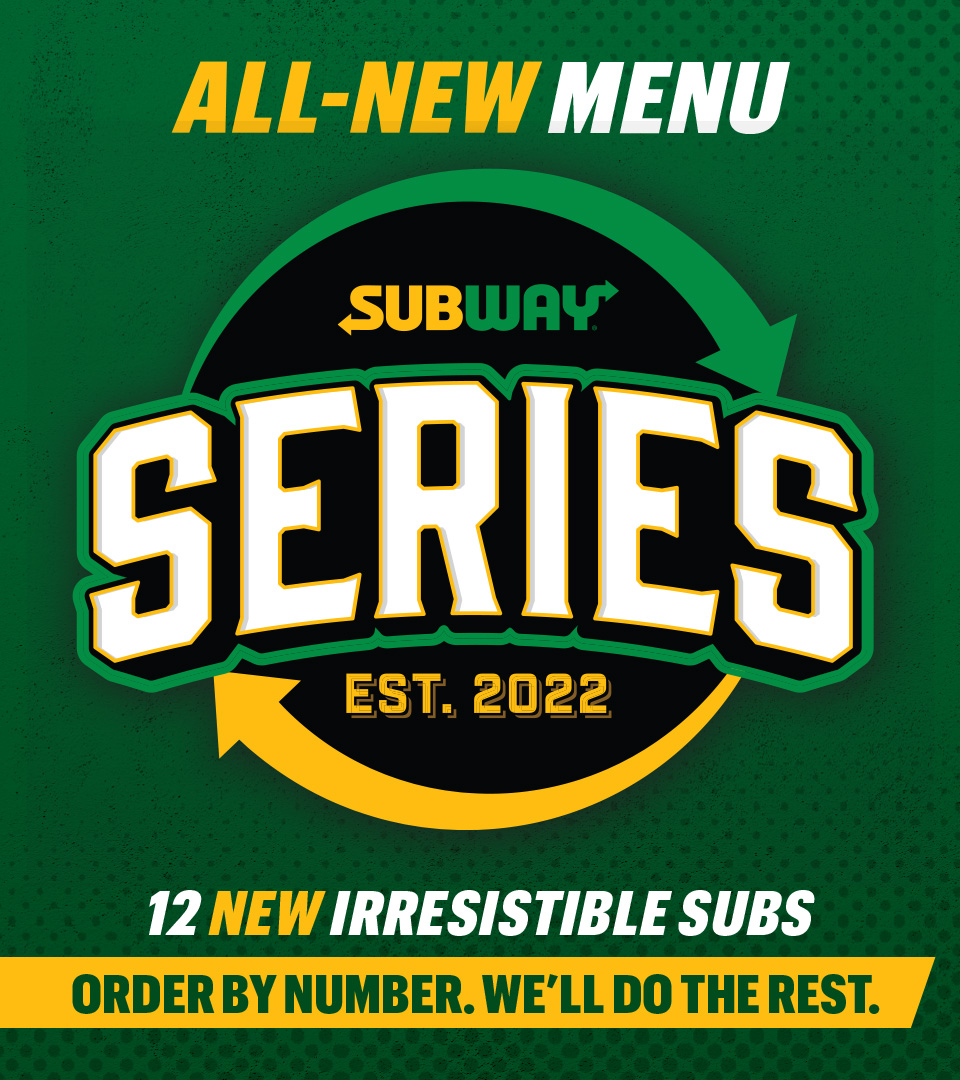 ALL-NEW MENU
SUBWAY
SERIES
EST. 2022
12 NEW IRRESISTIBLE SUBS
ORDER BY NUMBER. WE'LL DO THE REST.